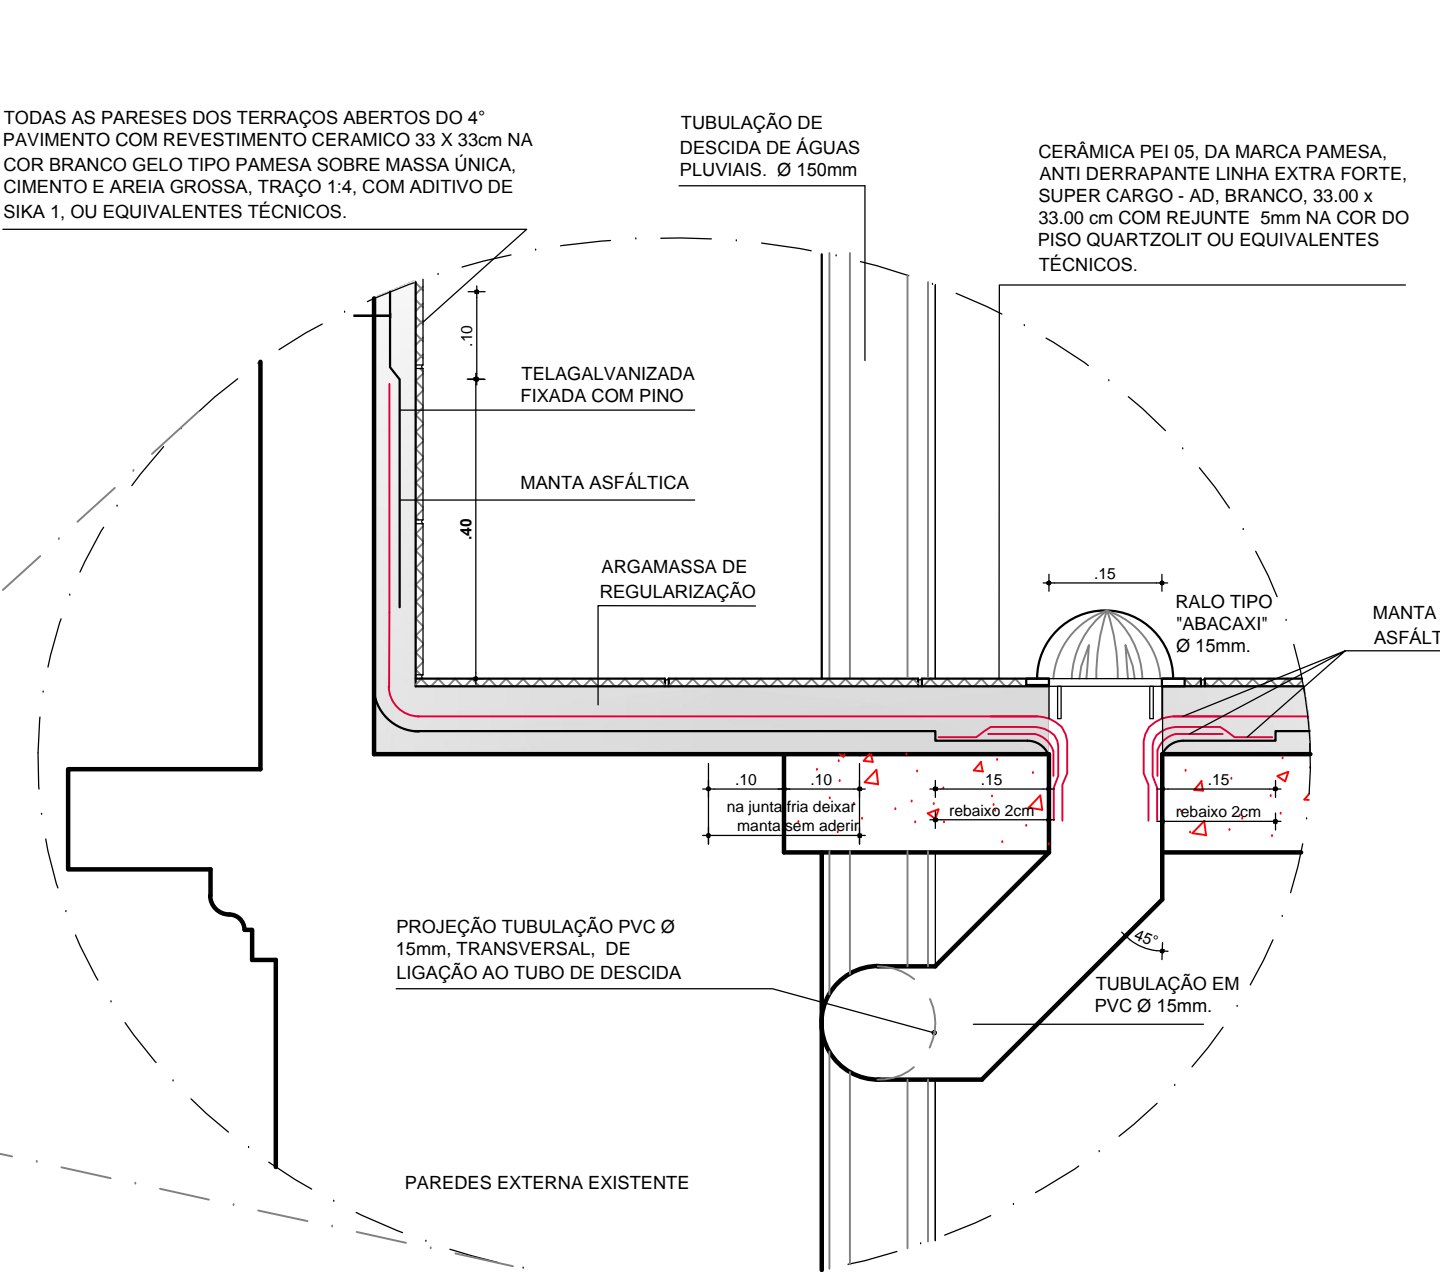 TODAS AS PARESES DOS TERRAÇOS ABERTOS DO 4°
PAVIMENTO COM REVESTIMENTO CERAMICO 33 X 33cm NA
COR BRANCO GELO TIPO PAMESA SOBRE MASSA ÚNICA,
CIMENTO E AREIA GROSSA, TRAÇO 1:4, COM ADITIVO DE
SIKA 1, OU EQUIVALENTES TÉCNICOS.
TUBULAÇÃO DE
DESCIDA DE ÁGUAS
PLUVIAIS. Ø 150mm
CERÂMICA PEI 05, DA MARCA PAMESA,
ANTI DERRAPANTE LINHA EXTRA FORTE,
SUPER CARGO - AD, BRANCO, 33.00 x
33.00 cm COM REJUNTE 5mm NA COR DO
PISO QUARTZOLIT OU EQUIVALENTES
TÉCNICOS.
.10
TELAGALVANIZADA
FIXADA COM PINO
MANTA ASFÁLTICA
.40
ARGAMASSA DE
REGULARIZAÇÃO
.15
RALO TIPO
"ABACAXI"
Ø 15mm.
MANTA
ASFÁLT
.10
.10
.15
.15
na junta fria deixar
manta sem aderir
rebaixo 2cm
rebaixo 2cm
PROJEÇÃO TUBULAÇÃO PVC Ø
15mm, TRANSVERSAL, DE
LIGAÇÃO AO TUBO DE DESCIDA
45°
TUBULAÇÃO EM
PVC Ø 15mm.
PAREDES EXTERNA EXISTENTE